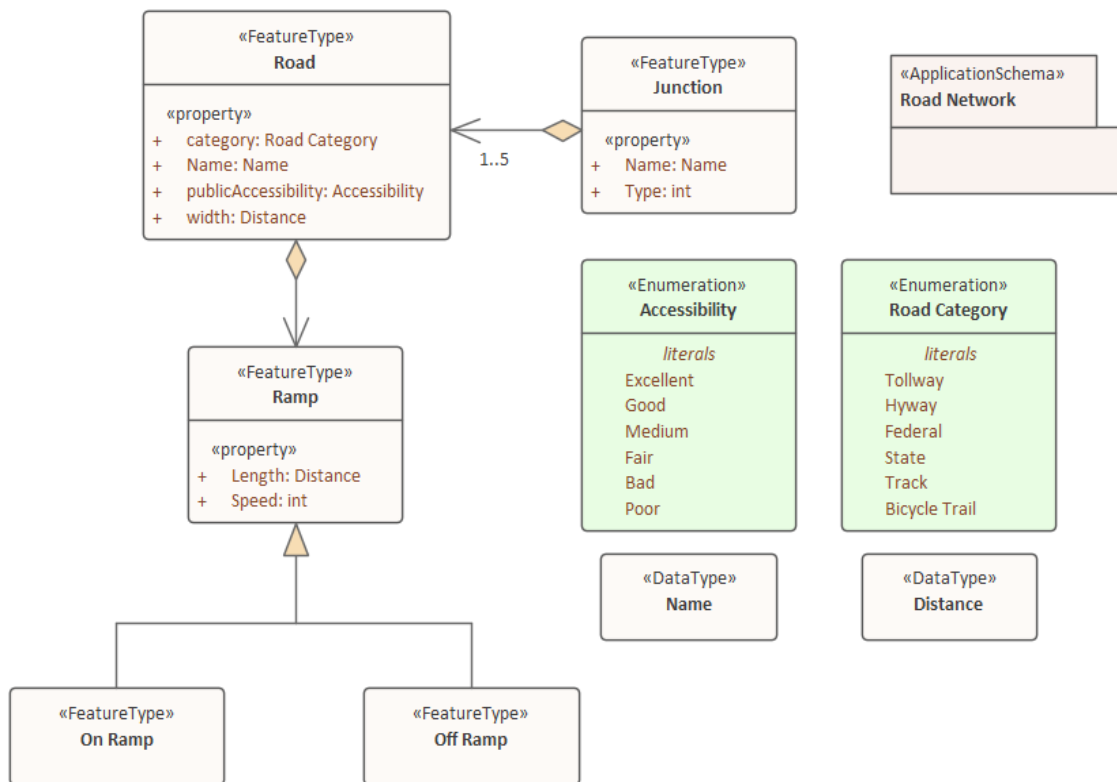 «FeatureType»
Road
«property»
+ category: Road Category
+ Name: Name
+ publicAccessibility: Accessibility
+ width: Distance
1..5
«FeatureType»
Junction
«property»
+ Name: Name
+ Type: int
«ApplicationSchema»
Road Network
«FeatureType»
Ramp
«property»
+ Length: Distance
+ Speed: int
«Enumeration»
Accessibility
literals
Excellent
Good
Medium
Fair
Bad
Poor
«Enumeration»
Road Category
literals
Tollway
Hyway
Federal
State
Track
Bicycle Trail
«DataType»
Name
«DataType»
Distance
«FeatureType»
On Ramp
«FeatureType»
Off Ramp